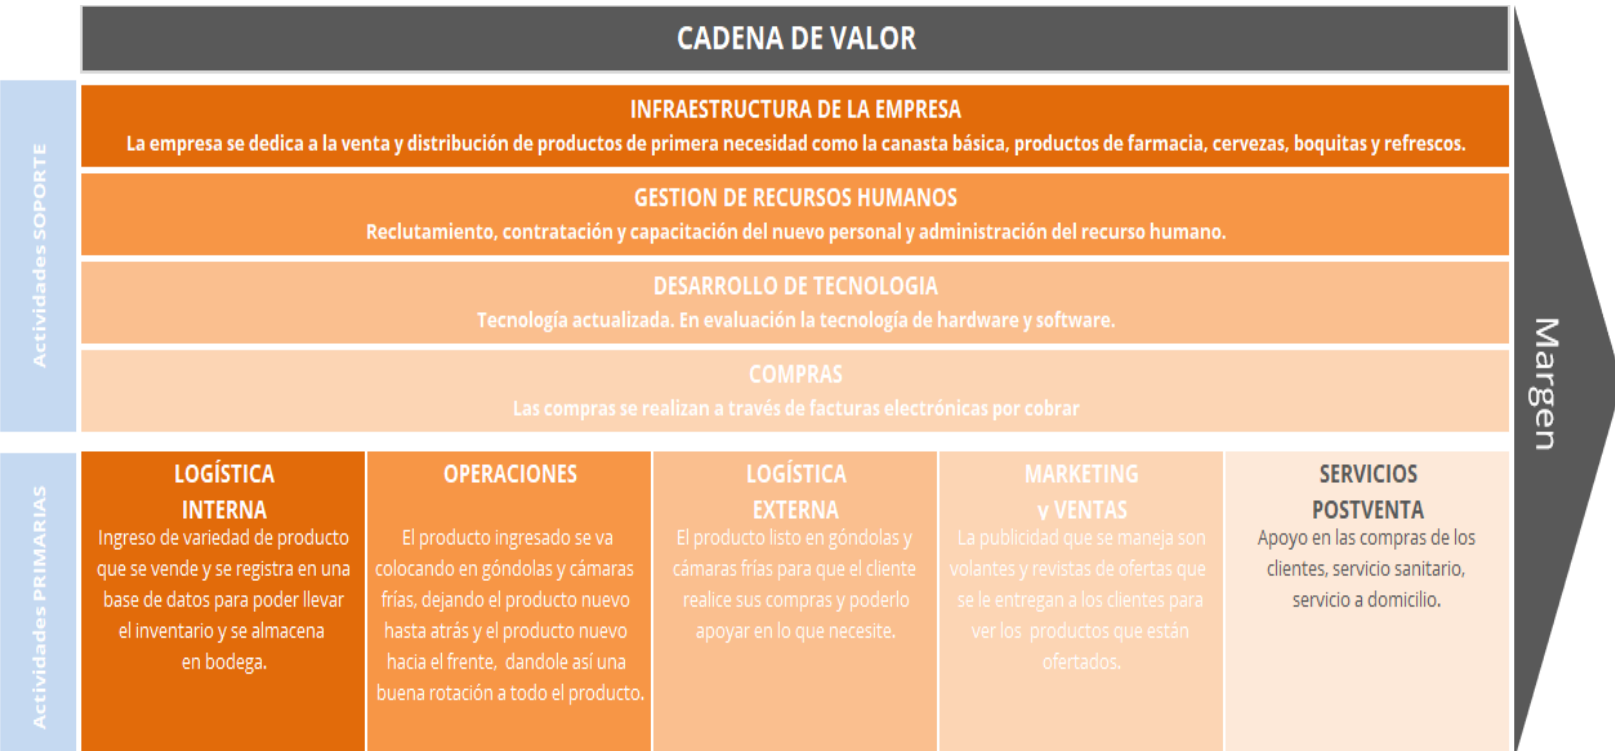 CADENA DE VALOR
Actividades SOPORTE
INFRAESTRUCTURA DE LA EMPRESA
La empresa se dedica a la venta y distribución de productos de primera necesidad como la canasta básica, productos de farmacia, cervezas, boquitas y refrescos.
GESTION DE RECURSOS HUMANOS
Reclutamiento, contratación y capacitación del nuevo personal y administración del recurso humano.
DESARROLLO DE TECNOLOGIA
Tecnología actualizada. En evaluación la tecnología de hardware y software.
COMPRAS
Las compras se realizan a través de facturas electrónicas por cobrar
Margen
Actividades PRIMARIAS
LOGÍSTICA
INTERNA
Ingreso de variedad de producto
que se vende y se registra en una
base de datos para poder llevar
el inventario y se almacena
en bodega.
OPERACIONES
El producto ingresado se va
colocando en góndolas y cámaras
frías, dejando el producto nuevo
hasta atrás y el producto nuevo
hacia el frente, dandole así una
buena rotación a todo el producto.
LOGÍSTICA
EXTERNA
El producto listo en góndolas y
cámaras frías para que el cliente
realice sus compras y poderlo
apoyar en lo que necesite.
MARKETING
y VENTAS
La publicidad que se maneja son
volantes y revistas de ofertas que
se le entregan a los clientes para
ver los productos que están
ofertados.
SERVICIOS
POSTVENTA
Apoyo en las compras de los
clientes, servicio sanitario,
servicio a domicilio.